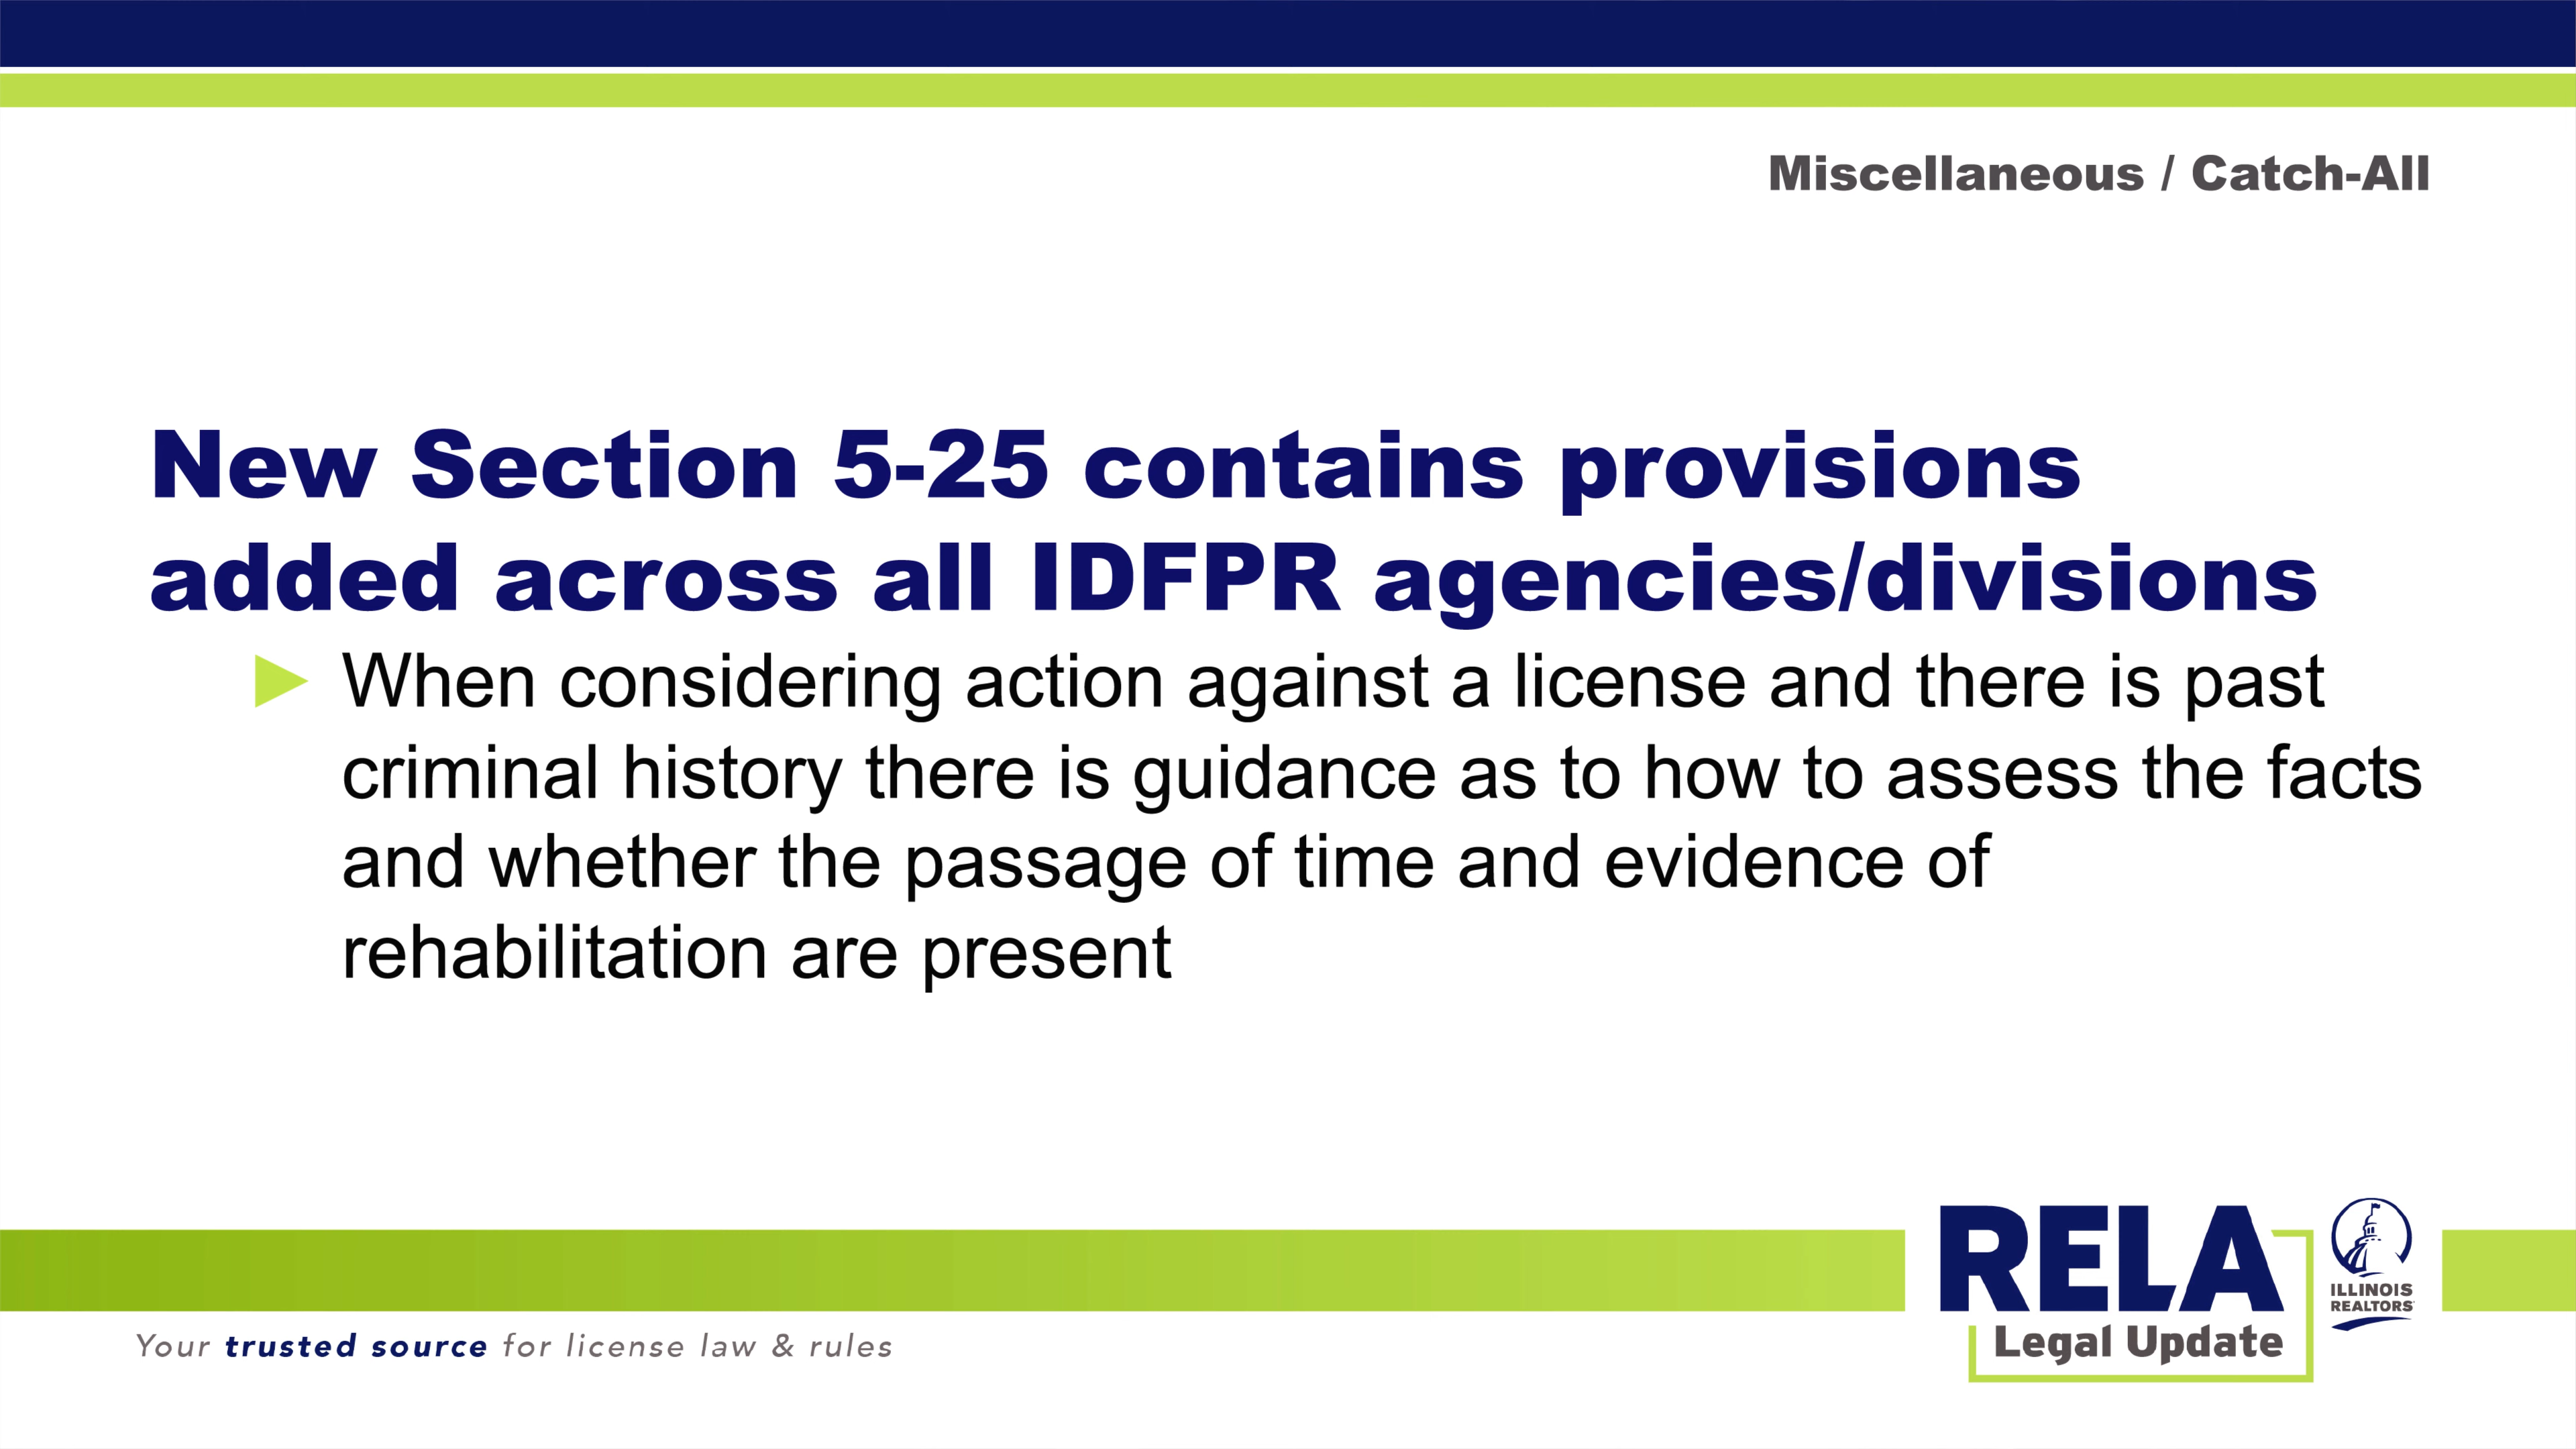 Miscellaneous / Catch-All
New Section 5-25 contains provisions
added across all IDFPR agencies/divisions
When considering action against a license and there is past
criminal history there is guidance as to how to assess the facts
and whether the passage of time and evidence of
rehabilitation are present
RELA
Legal Update
ILLINOIS
REALTORS
Your trusted source for license law & rules